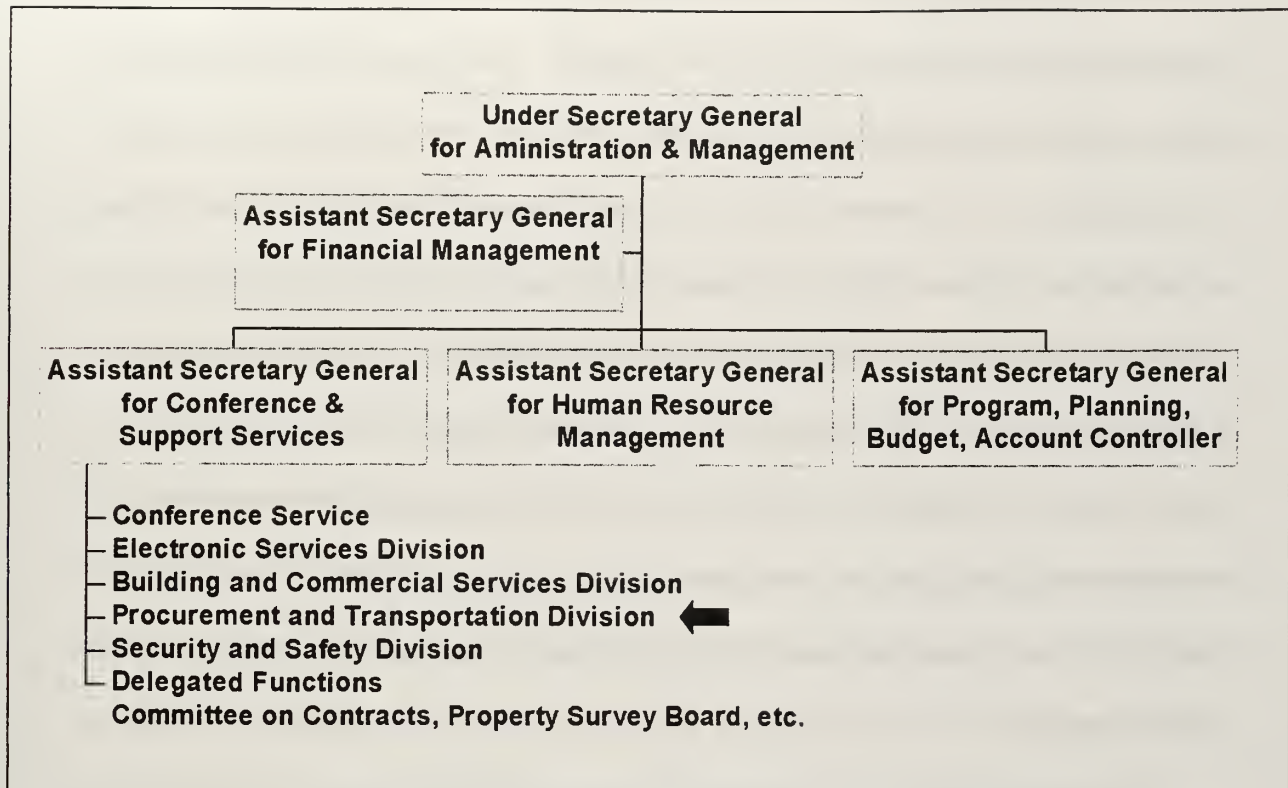 Under Secretary General
for Aministration & Management
Assistant Secretary General
for Financial Management
Assistant Secretary General
for Conference &
Support Services
Assistant Secretary General
for Human Resource
Management
Assistant Secretary General
for Program, Planning,
Budget, Account Controller
Conference Service
Electronic Services Division
Building and Commercial Services Division
Procurement and Transportation Division
Security and Safety Division
Delegated Functions
Committee on Contracts, Property Survey Board, etc.